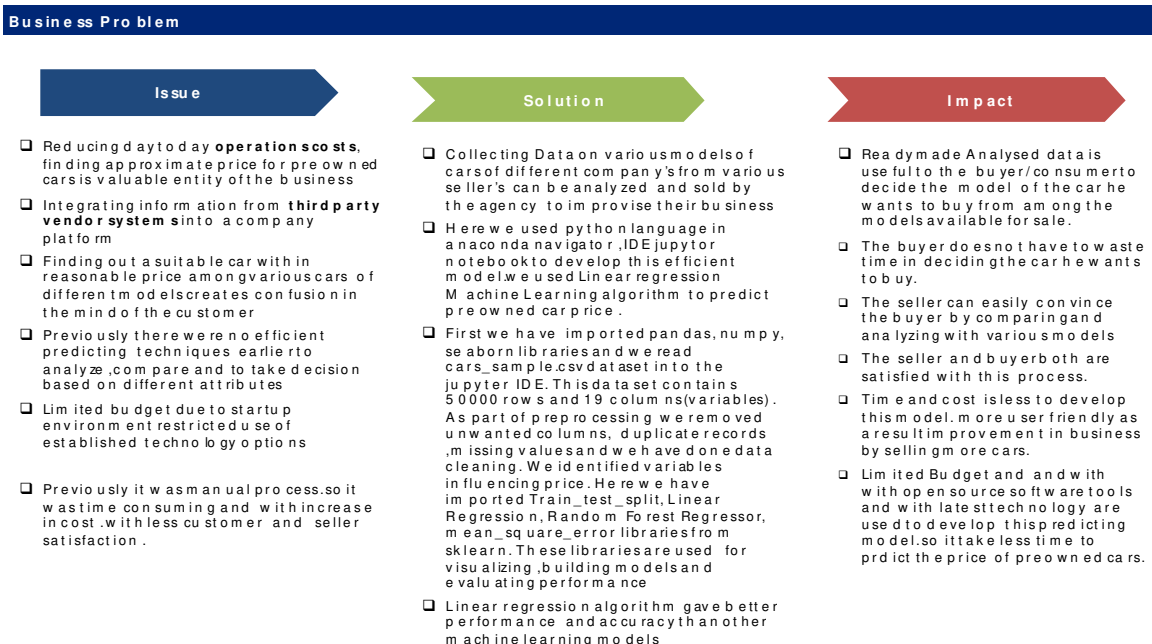 Business Problem
Issue
Reducing day to day operations costs,
finding approximate price for preowned
cars is valuable entity of the business
Integrating information from third party
vendor systems into a company
platform
Finding out a suitable car with in
reasonable price among various cars of
different models creates confusion in
the mind of the customer
Previously there were no efficient
predicting techniques earlier to
analyze ,compare and to take decision
based on different attributes
Limited budget due to startup
environment restricted use of
established technology options
Previously it was manual process.so it
was time consuming and with increase
in cost .with less customer and seller
satisfaction .
Solution
Collecting Data on various models of
cars of different company's from various
seller's can be analyzed and sold by
the agency to improvise their business
Here we used python language in
anaconda navigator ,IDE jupytor
notebook to develop this efficient
model.we used Linear regression
Machine Learning algorithm to predict
preowned car price .
First we have imported pandas, numpy,
seaborn libraries and we read
cars_sample.csv dataset into the
jupyter IDE. This data set contains
50000 rows and 19 columns(variables) .
As part of preprocessing we removed
unwanted columns, duplicate records
,missing values and we have done data
cleaning. We identified variables
influencing price. Here we have
imported Train_test_split, Linear
Regression, Random Forest Regressor,
mean_square_error libraries from
sklearn. These libraries are used for
visualizing ,building models and
evaluating performance
Linear regression algorithm gave better
performance and accuracy than other
machine learning models
Impact
Readymade Analysed data is
useful to the buyer/consumer to
decide the model of the car he
wants to buy from among the
models available for sale.
The buyer does not have to waste
time in deciding the car he wants
to buy.
The seller can easily convince
the buyer by comparing and
analyzing with various models
The seller and buyer both are
satisfied with this process.
Time and cost is less to develop
this model. more user friendly as
a result improvement in business
by selling more cars.
Limited Budget and and with
with open source software tools
and with latest technology are
used to develop this predicting
model.so it take less time to
prdict the price of preowned cars.